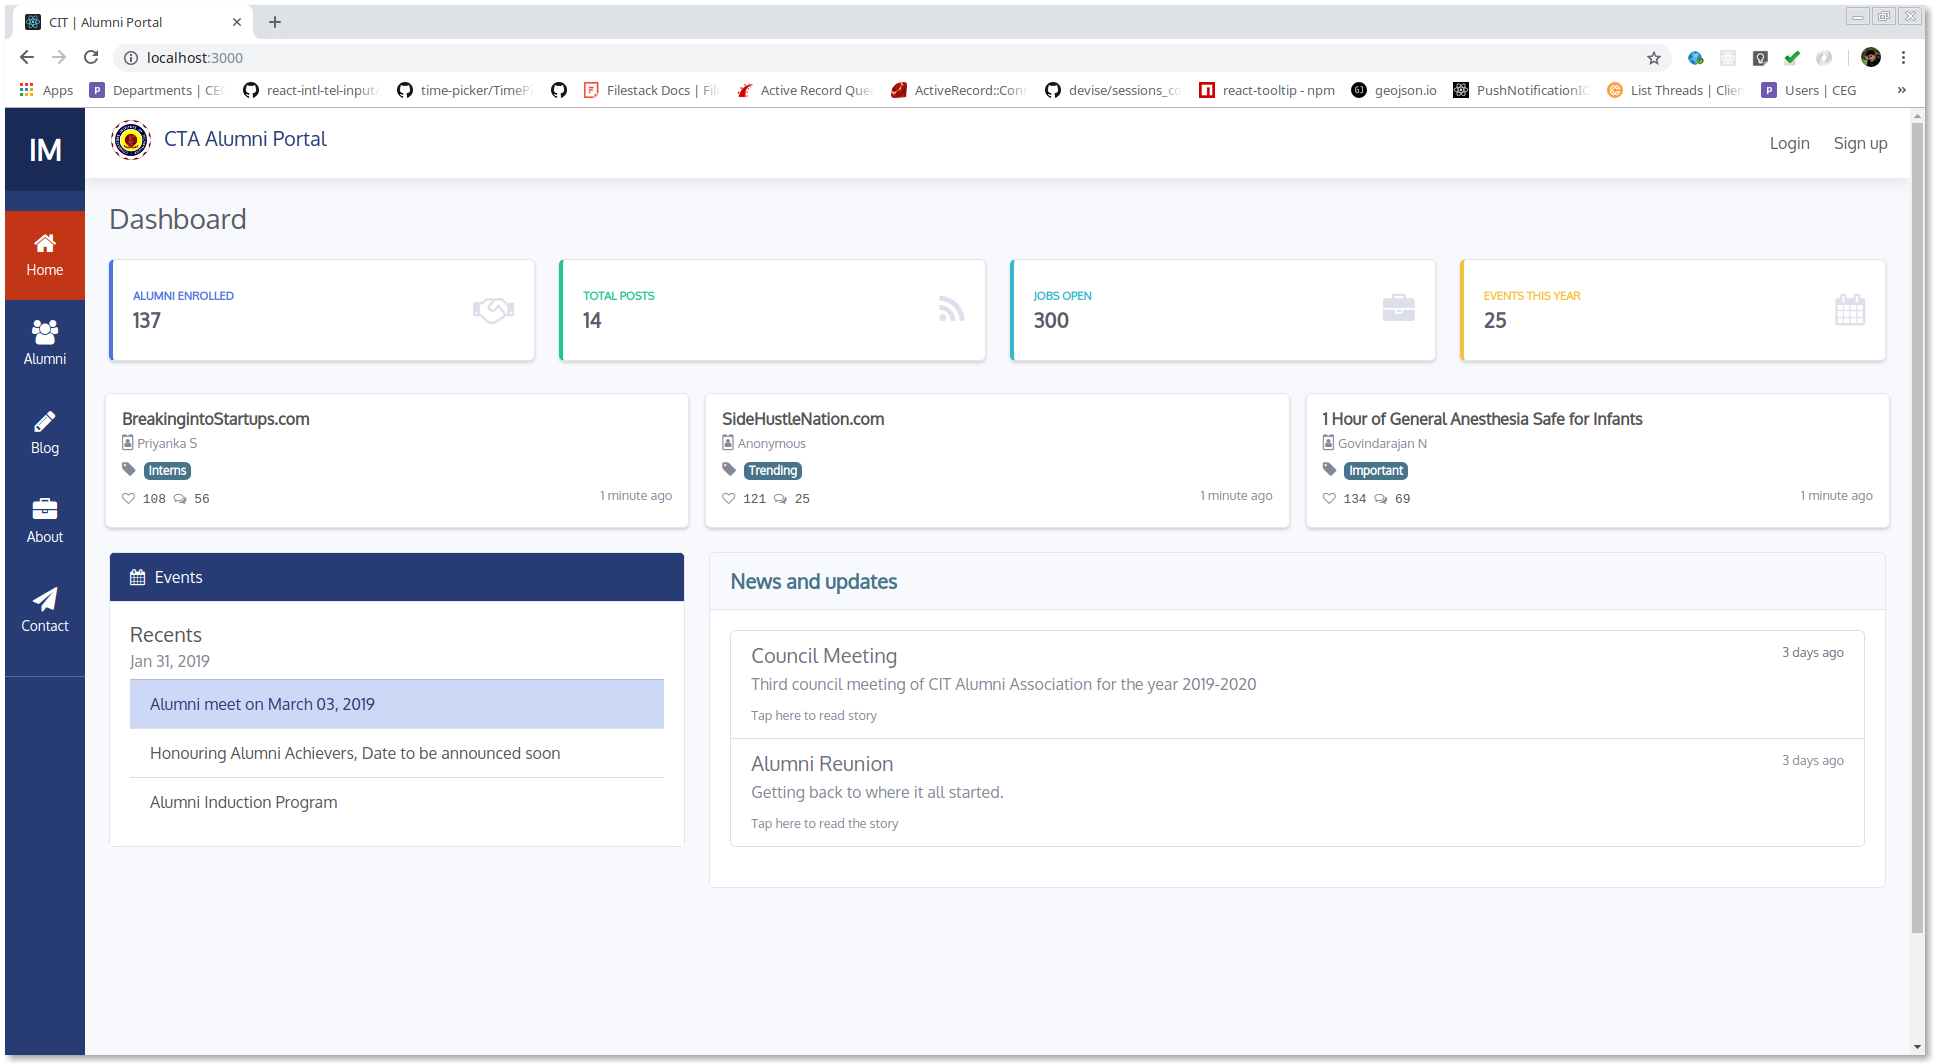 CIT | Alumni Portal
localhost:3000
Apps
Departments | CEG
react-intl-tel-input/
time-picker/TimePi
Filestack Docs | File
Active Record Quer
ActiveRecord::Conn
devise/sessions_co
react-tooltip - npm
geojson.io
PushNotificationIO
List Threads | Clien
Users | CEG
IM
CTA Alumni Portal
Login
Sign up
Home
Alumni
Blog
About
Contact
Dashboard
ALUMNI ENROLLED
137
TOTAL POSTS
14
JOBS OPEN
300
EVENTS THIS YEAR
25
BreakingintoStartups.com
Priyanka S
Interns
108 56
1 minute ago
SideHustleNation.com
Anonymous
Trending
121 25
1 minute ago
1 Hour of General Anesthesia Safe for Infants
Govindarajan N
Important
134 69
1 minute ago
Events
Recents
Jan 31, 2019
Alumni meet on March 03, 2019
Honouring Alumni Achievers, Date to be announced soon
Alumni Induction Program
News and updates
Council Meeting
3 days ago
Third council meeting of CIT Alumni Association for the year 2019-2020
Tap here to read story
Alumni Reunion
3 days ago
Getting back to where it all started.
Tap here to read the story